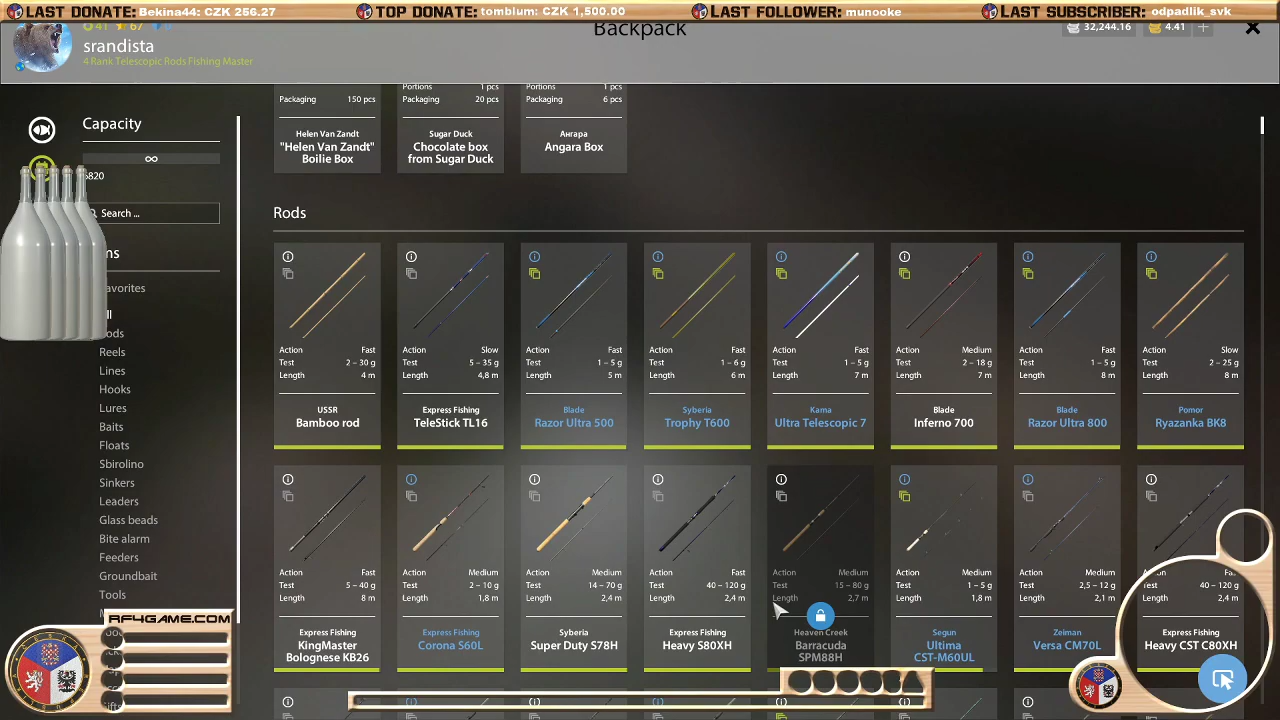 LAST DONATE: Bekina44: CZK 256.27
TOP DONATE: tomblum: CZK 1,500.00
LAST FOLLOWER: munooke
LAST SUBSCRIBER: odpadlik_svk
41 67
srandista
4 Rank Telescopic Rods Fishing Master
Backpack
32,244.16
4.41 +
Capacity
∞
6820
Search ...
Favorites
Reels
Lines
Hooks
Lures
Baits
Floats
Sbirolino
Sinkers
Leaders
Glass beads
Bite alarm
Feeders
Groundbait
Tools
Packaging 150 pcs
Helen Van Zandt
"Helen Van Zandt"
Boilie Box
Portions 1 pcs
Packaging 20 pcs
Sugar Duck
Chocolate box
from Sugar Duck
Portions 1 pcs
Packaging 6 pcs
Ангара
Angara Box
Rods
Action Fast
Test 2 – 30 g
Length 4 m
USSR
Bamboo rod
Action Slow
Test 5 – 35 g
Length 4,8 m
Express Fishing
TeleStick TL16
Action Fast
Test 1 – 5 g
Length 5 m
Blade
Razor Ultra 500
Action Fast
Test 1 – 6 g
Length 6 m
Syberia
Trophy T600
Action Fast
Test 1 – 5 g
Length 7 m
Kama
Ultra Telescopic 7
Action Medium
Test 2 – 18 g
Length 7 m
Blade
Inferno 700
Action Fast
Test 1 – 5 g
Length 8 m
Blade
Razor Ultra 800
Action Slow
Test 2 – 25 g
Length 8 m
Pomor
Ryazanka BK8
Action Fast
Test 5 – 40 g
Length 8 m
Express Fishing
KingMaster
Bolognese KB26
Action Medium
Test 2 – 10 g
Length 1,8 m
Express Fishing
Corona S60L
Action Medium
Test 14 – 70 g
Length 2,4 m
Syberia
Super Duty S78H
Action Fast
Test 40 – 120 g
Length 2,4 m
Express Fishing
Heavy S80XH
Action Medium
Test 15 – 80 g
Length 2,7 m
Heaven Creek
Barracuda
SPM88H
Action Medium
Test 1 – 5 g
Length 1,8 m
Segun
Ultima
CST-M60UL
Action Medium
Test 2,5 – 12 g
Length 2,1 m
Zeiman
Versa CM70L
Action Fast
Test 40 – 120 g
Length 2,4 m
Express Fishing
Heavy CST C80XH
RF4GAME.COM